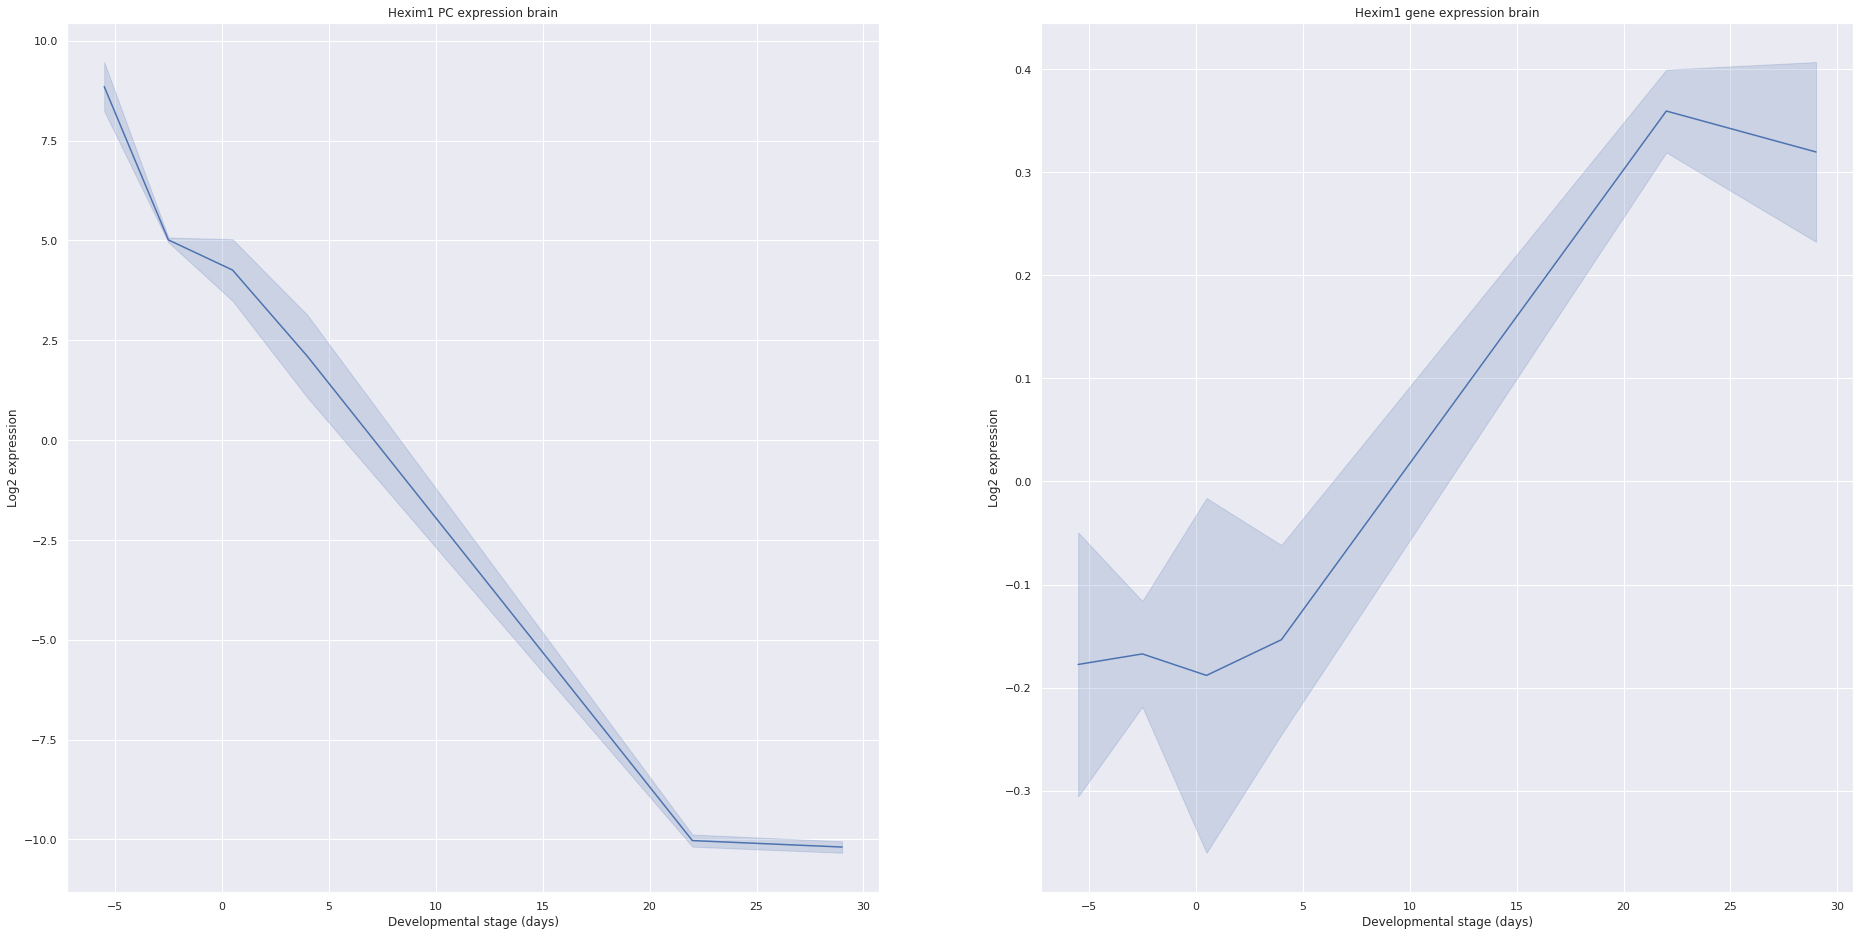 Hexim1 PC expression brain
10.0
7.5
5.0
2.5
0.0
−2.5
−5.0
−7.5
−10.0
Log2 expression
−5 0 5 10 15 20 25 30
Developmental stage (days)
Hexim1 gene expression brain
0.4
0.3
0.2
0.1
0.0
−0.1
−0.2
−0.3
Log2 expression
−5 0 5 10 15 20 25 30
Developmental stage (days)